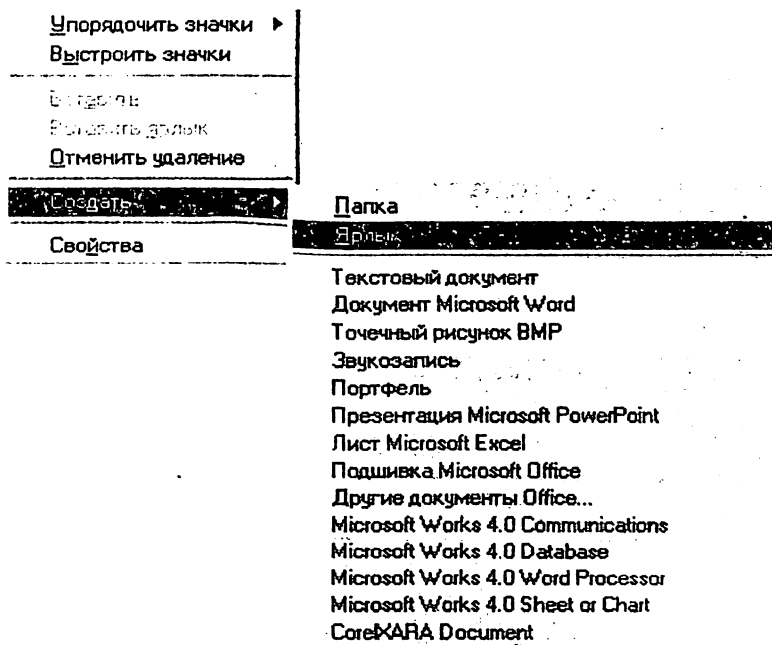 Упорядочить значки
Выстроить значки
Вставить
Вставить ярлык
Отменить удаление
Создать
Свойства
Папка
Ярлык
Текстовый документ
Документ Microsoft Word
Точечный рисунок BMP
Звукозапись
Портфель
Презентация Microsoft PowerPoint
Лист Microsoft Excel
Подшивка Microsoft Office
Другие документы Office...
Microsoft Works 4.0 Communications
Microsoft Works 4.0 Database
Microsoft Works 4.0 Word Processor
Microsoft Works 4.0 Sheet or Chart
CorelXARA Document